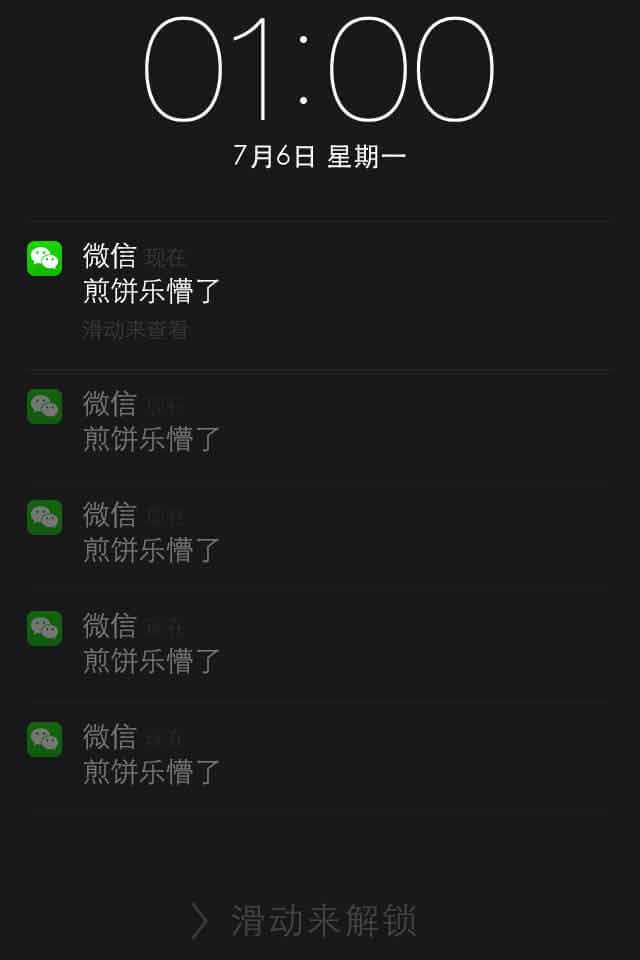 01:00
7月6日 星期一
微信 现在
煎饼乐懵了
滑动来查看
微信 现在
煎饼乐懵了
微信 现在
煎饼乐懵了
微信 现在
煎饼乐懵了
微信 现在
煎饼乐懵了
滑动来解锁